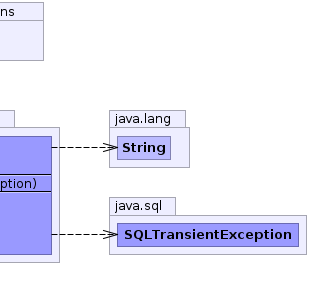 ns
java.lang
String
ption)
java.sql
SQLTransientException